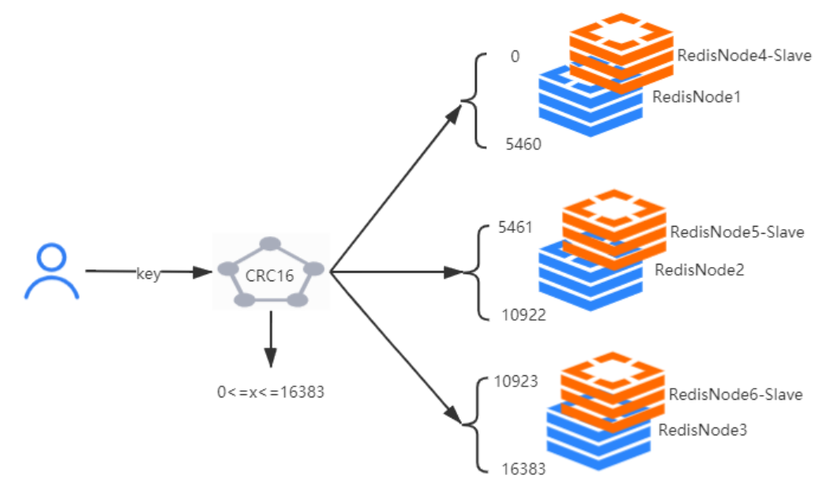 key
CRC16
0<=x<=16383
0
5460
RedisNode4-Slave
RedisNode1
5461
10922
RedisNode5-Slave
RedisNode2
10923
16383
RedisNode6-Slave
RedisNode3